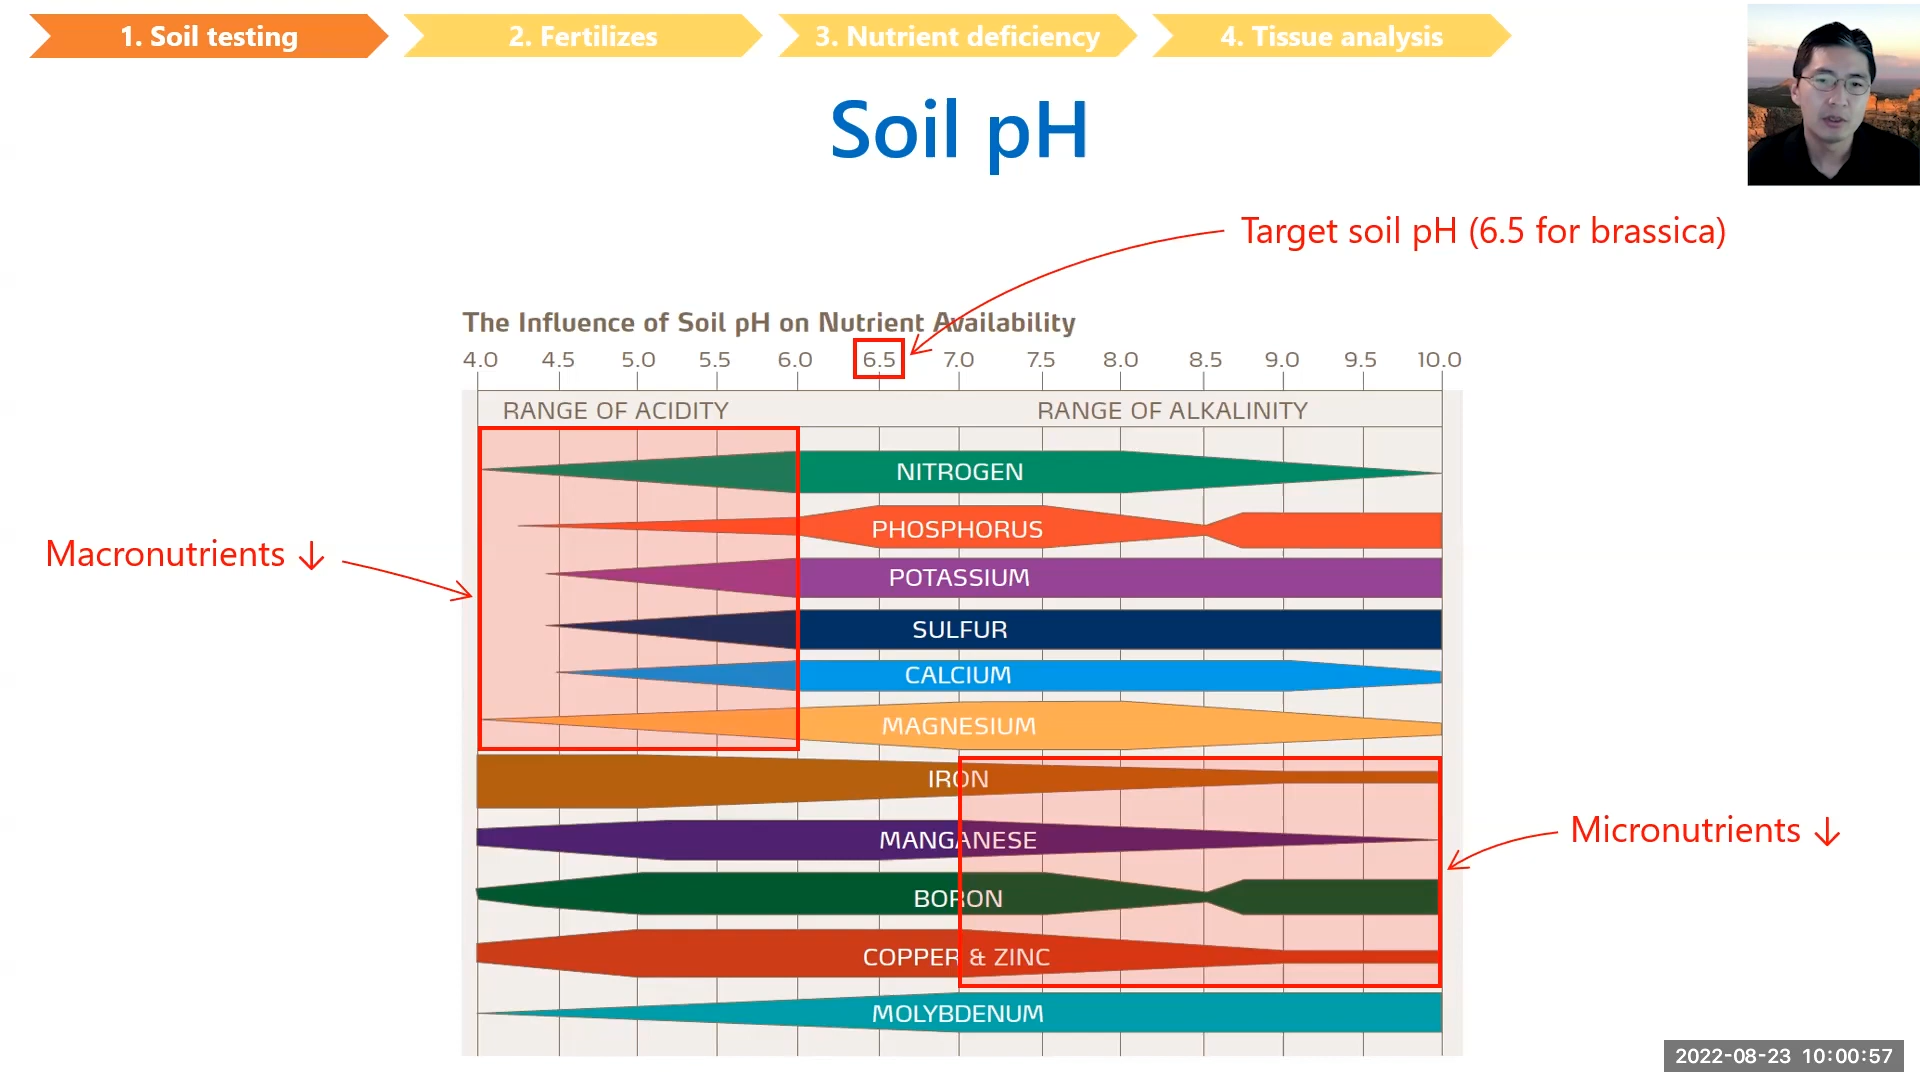 1. Soil testing
2. Fertilizes
3. Nutrient deficiency
4. Tissue analysis
Soil pH
Target soil pH (6.5 for brassica)
The Influence of Soil pH on Nutrient Availability
4.0 4.5 5.0 5.5 6.0 6.5 7.0 7.5 8.0 8.5 9.0 9.5 10.0
RANGE OF ACIDITY
RANGE OF ALKALINITY
NITROGEN
PHOSPHORUS
Macronutrients ↓
POTASSIUM
SULFUR
CALCIUM
MAGNESIUM
IRON
Micronutrients ↓
MANGANESE
BORON
COPPER & ZINC
MOLYBDENUM
2022-08-23 10:00:57